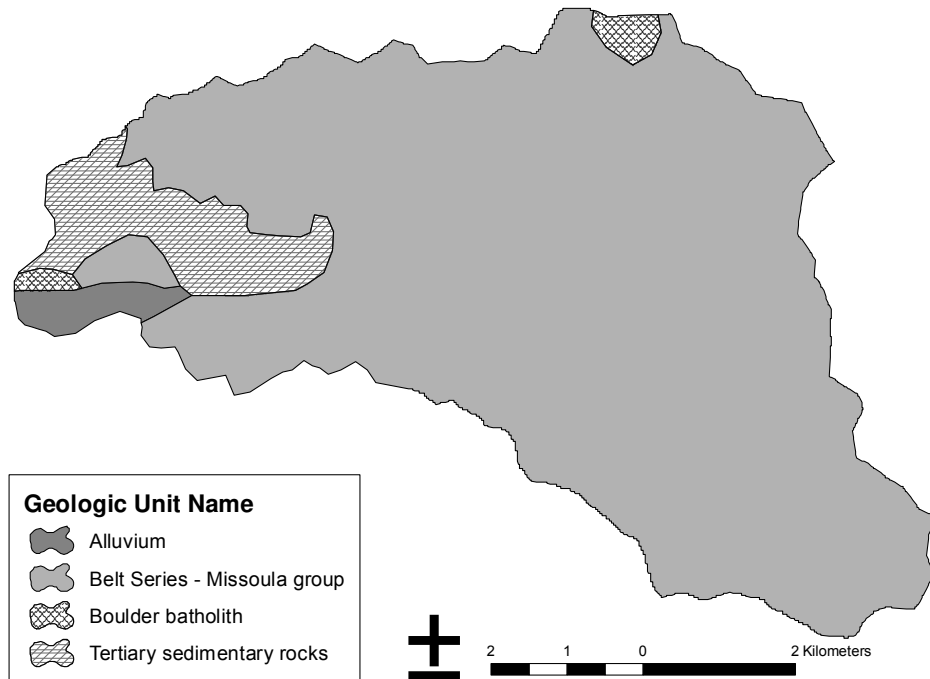 Geologic Unit Name
Alluvium
Belt Series - Missoula group
Boulder batholith
Tertiary sedimentary rocks
2 1 0 2 Kilometers